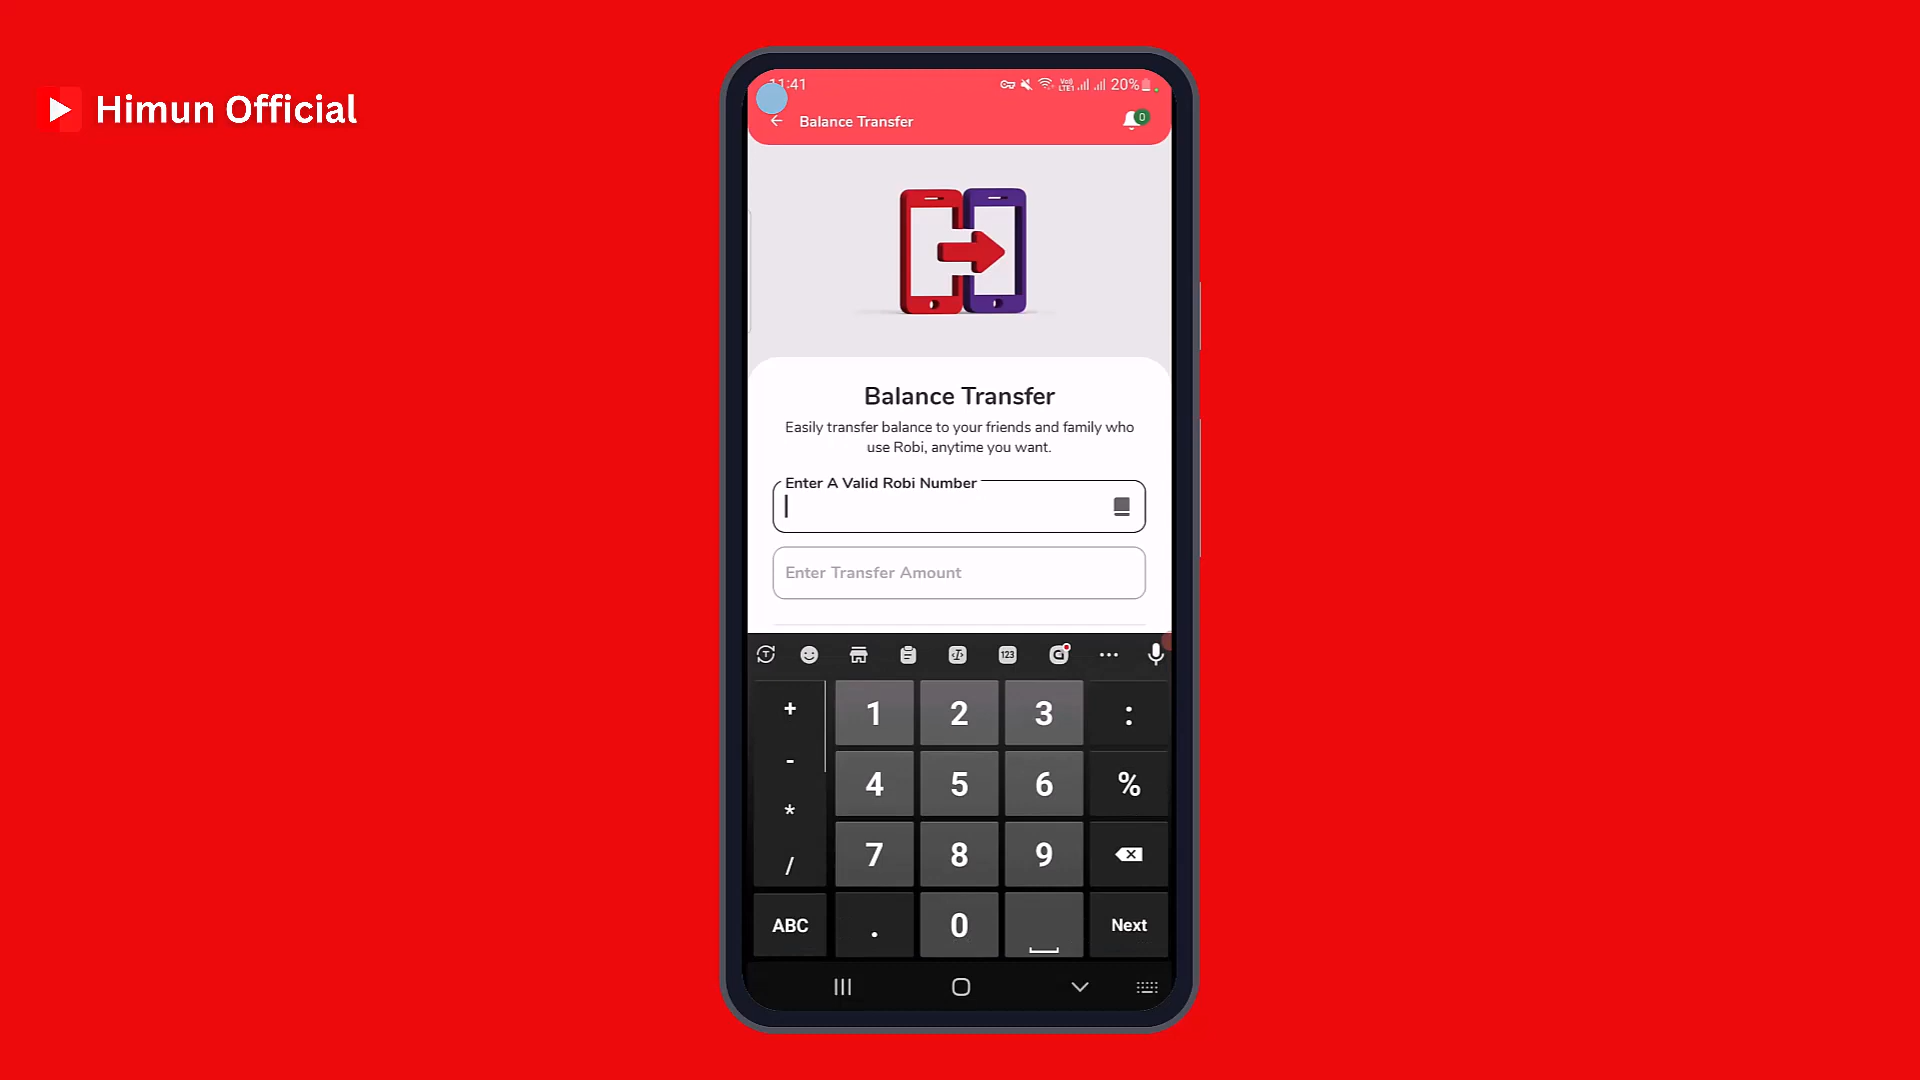 Himun Official
11:41
20%
Balance Transfer
0
Balance Transfer
Easily transfer balance to your friends and family who
use Robi, anytime you want.
Enter A Valid Robi Number
Enter Transfer Amount
123
+ 1 2 3 :
- 4 5 6 %
* 7 8 9
/
ABC . 0 Next